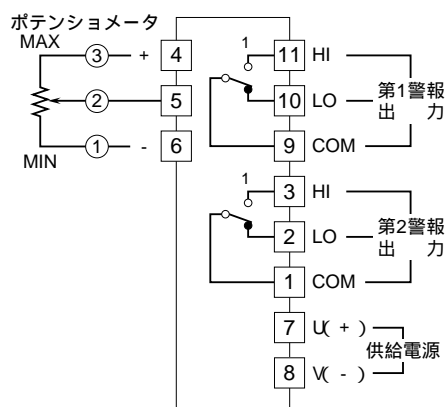 ポテンショメータ
MAX
3 + 4
2 5
1 - 6
MIN
1 11 HI
10 LO
9 COM
第1警報
出 力
1 3 HI
2 LO
1 COM
第2警報
出 力
7 U( + )
8 V( - )
供給電源